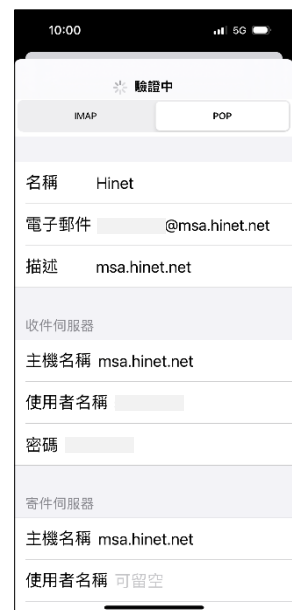 10:00 5G
驗證中
IMAP POP
名稱 Hinet
電子郵件 @msa.hinet.net
描述 msa.hinet.net
收件伺服器
主機名稱 msa.hinet.net
使用者名稱
密碼
寄件伺服器
主機名稱 msa.hinet.net
使用者名稱 可留空